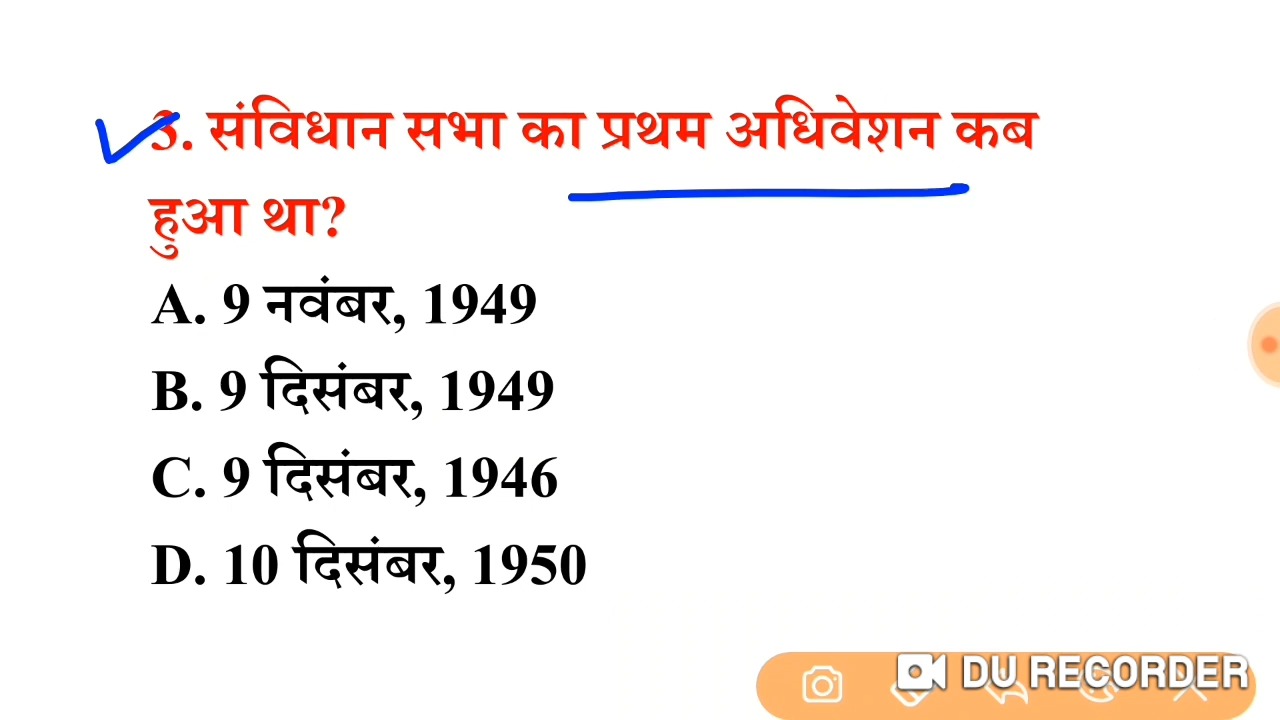 3. संविधान सभा का प्रथम अधिवेशन कब
हुआ था?
A. 9 नवंबर, 1949
B. 9 दिसंबर, 1949
C. 9 दिसंबर, 1946
D. 10 दिसंबर, 1950
DU RECORDER